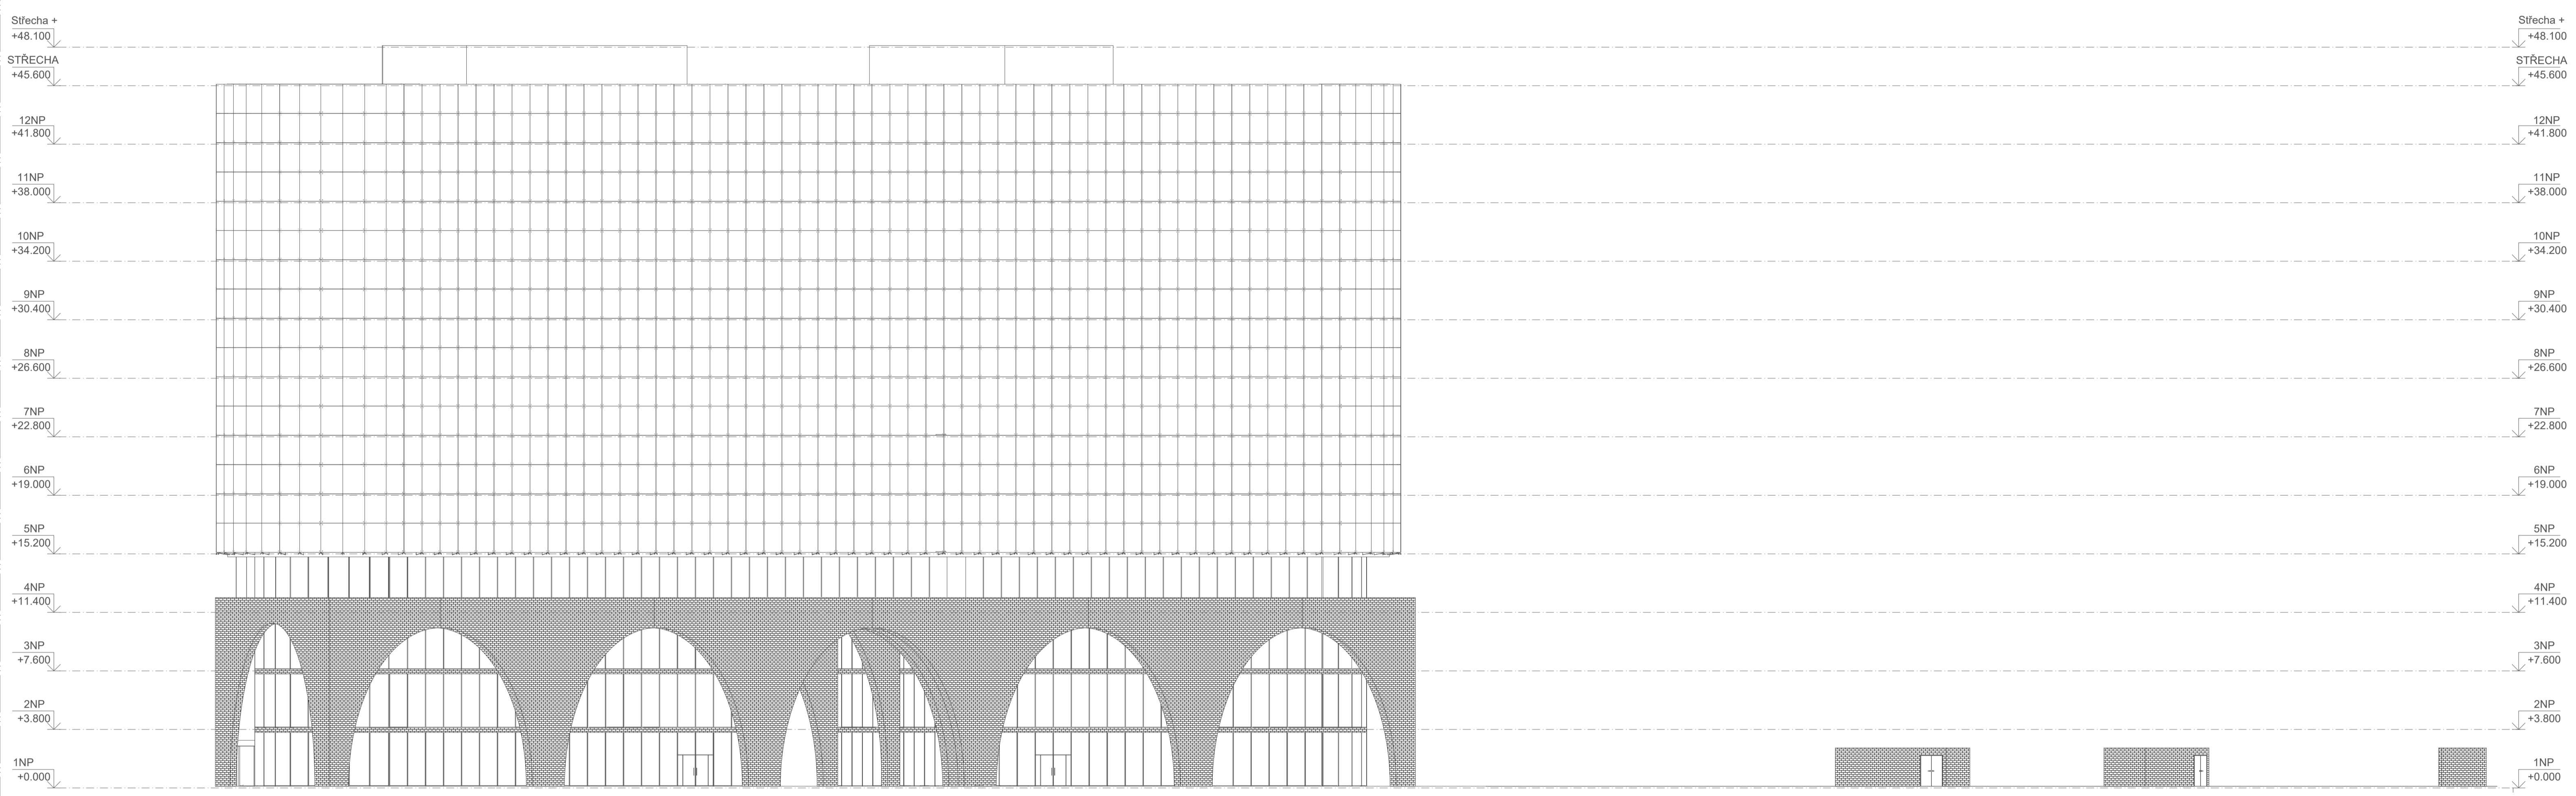 Střecha +
+48.100
STŘECHA
+45.600
12NP
+41.800
11NP
+38.000
10NP
+34.200
9NP
+30.400
8NP
+26.600
7NP
+22.800
6NP
+19.000
5NP
+15.200
4NP
+11.400
3NP
+7.600
2NP
+3.800
1NP
+0.000
Střecha +
+48.100
STŘECHA
+45.600
12NP
+41.800
11NP
+38.000
10NP
+34.200
9NP
+30.400
8NP
+26.600
7NP
+22.800
6NP
+19.000
5NP
+15.200
4NP
+11.400
3NP
+7.600
2NP
+3.800
1NP
+0.000